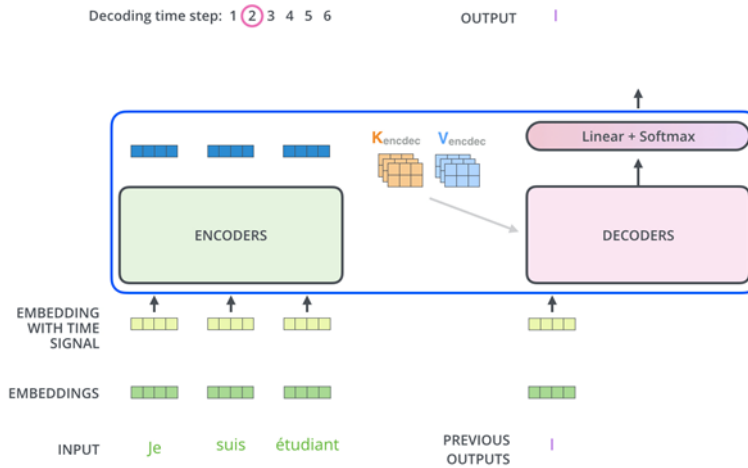 Decoding time step: 1 2 3 4 5 6
OUTPUT I
Kencdec Vencdec
Linear + Softmax
ENCODERS
DECODERS
EMBEDDING
WITH TIME
SIGNAL
EMBEDDINGS
INPUT Je suis étudiant
PREVIOUS
OUTPUTS I